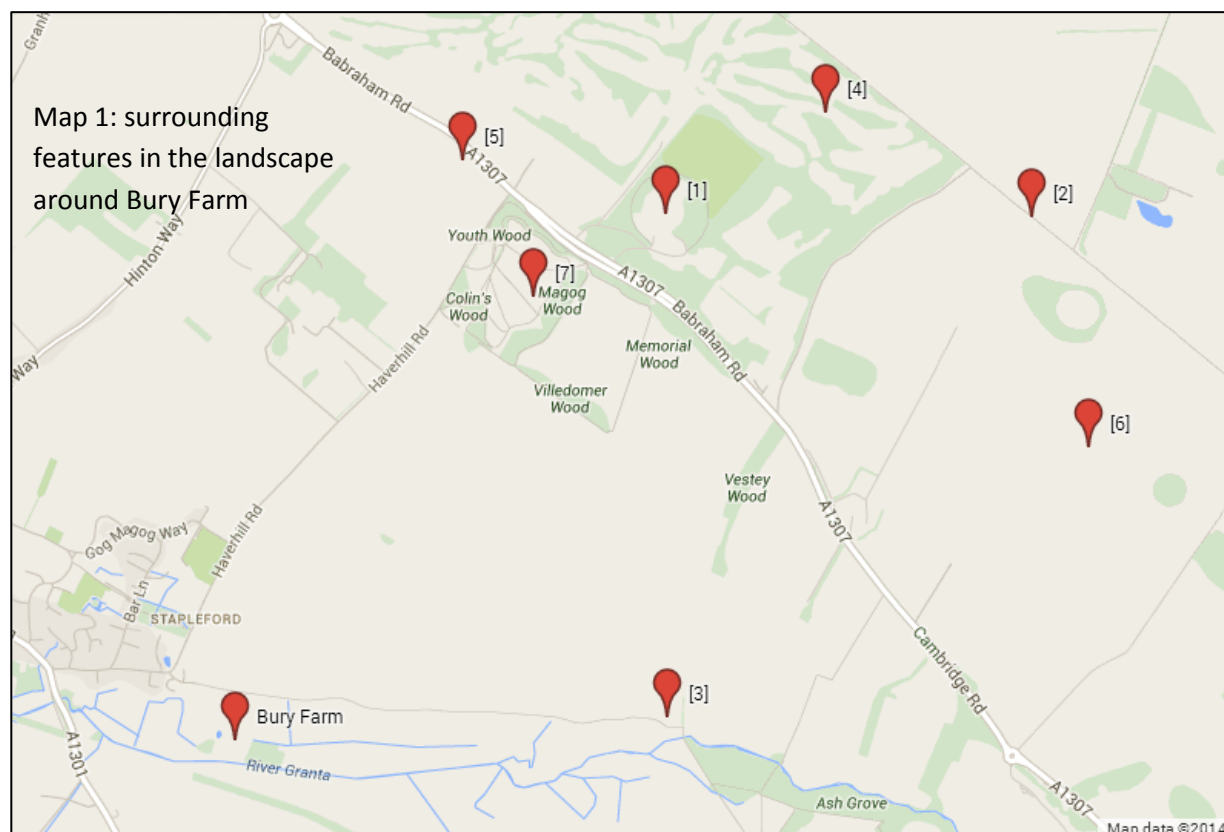 Granh
Babraham Rd
Map 1: surrounding
features in the landscape
around Bury Farm
[4]
[5]
A1307
[1]
[2]
Hinton Way
Youth Wood
[7]
Magog
Wood
A1307
Colin's
Wood
Babraham Rd
Way
Haverhill Rd
Memorial
Wood
Villedomer
Wood
[6]
Vestey
Wood
A1307
Gog Magog Way
Haverhill Rd
Bar Ln
STAPLEFORD
Cambridge Rd
[3]
Bury Farm
A1301
River Granta
Ash Grove
A1307
Map data ©2014